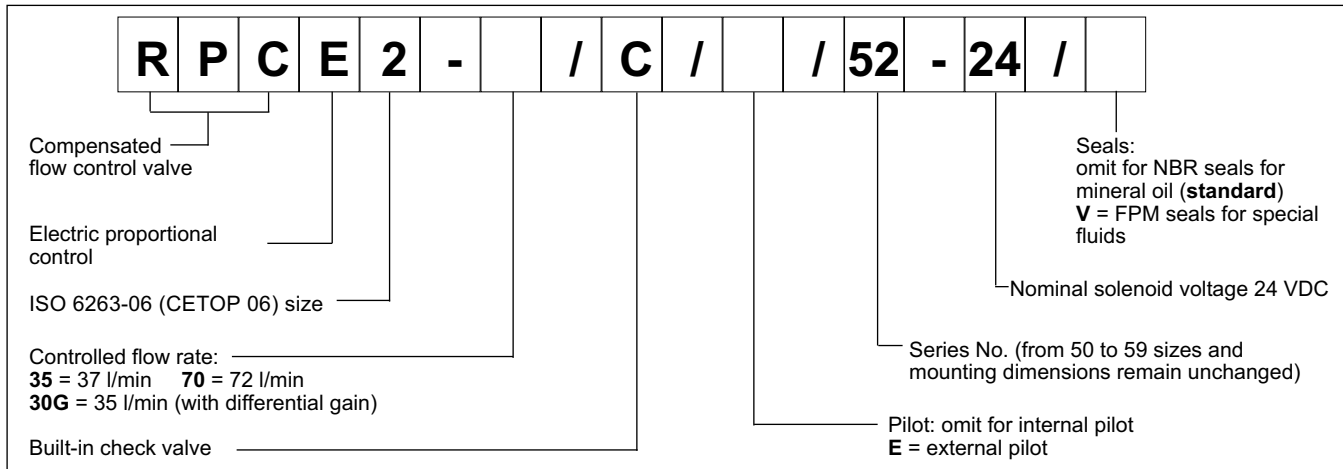 R P C E 2 - / C / / 52 - 24 /
Compensated
flow control valve
Electric proportional
control
ISO 6263-06 (CETOP 06) size
Controlled flow rate:
35 = 37 l/min 70 = 72 l/min
30G = 35 l/min (with differential gain)
Built-in check valve
Seals:
omit for NBR seals for
mineral oil (standard)
V = FPM seals for special
fluids
Nominal solenoid voltage 24 VDC
Series No. (from 50 to 59 sizes and
mounting dimensions remain unchanged)
Pilot: omit for internal pilot
E = external pilot